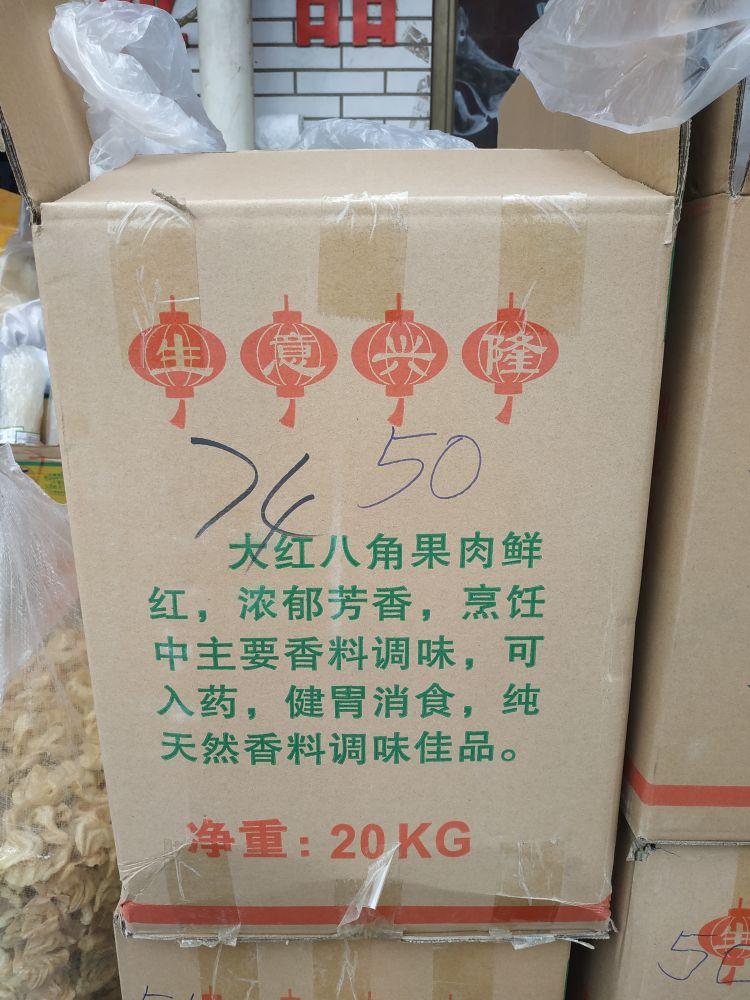 品
生意兴隆
74 50
大红八角果肉鲜
红，浓郁芳香，烹饪
中主要香料调味，可
入药，健胃消食，纯
天然香料调味佳品。
净重：20KG
生